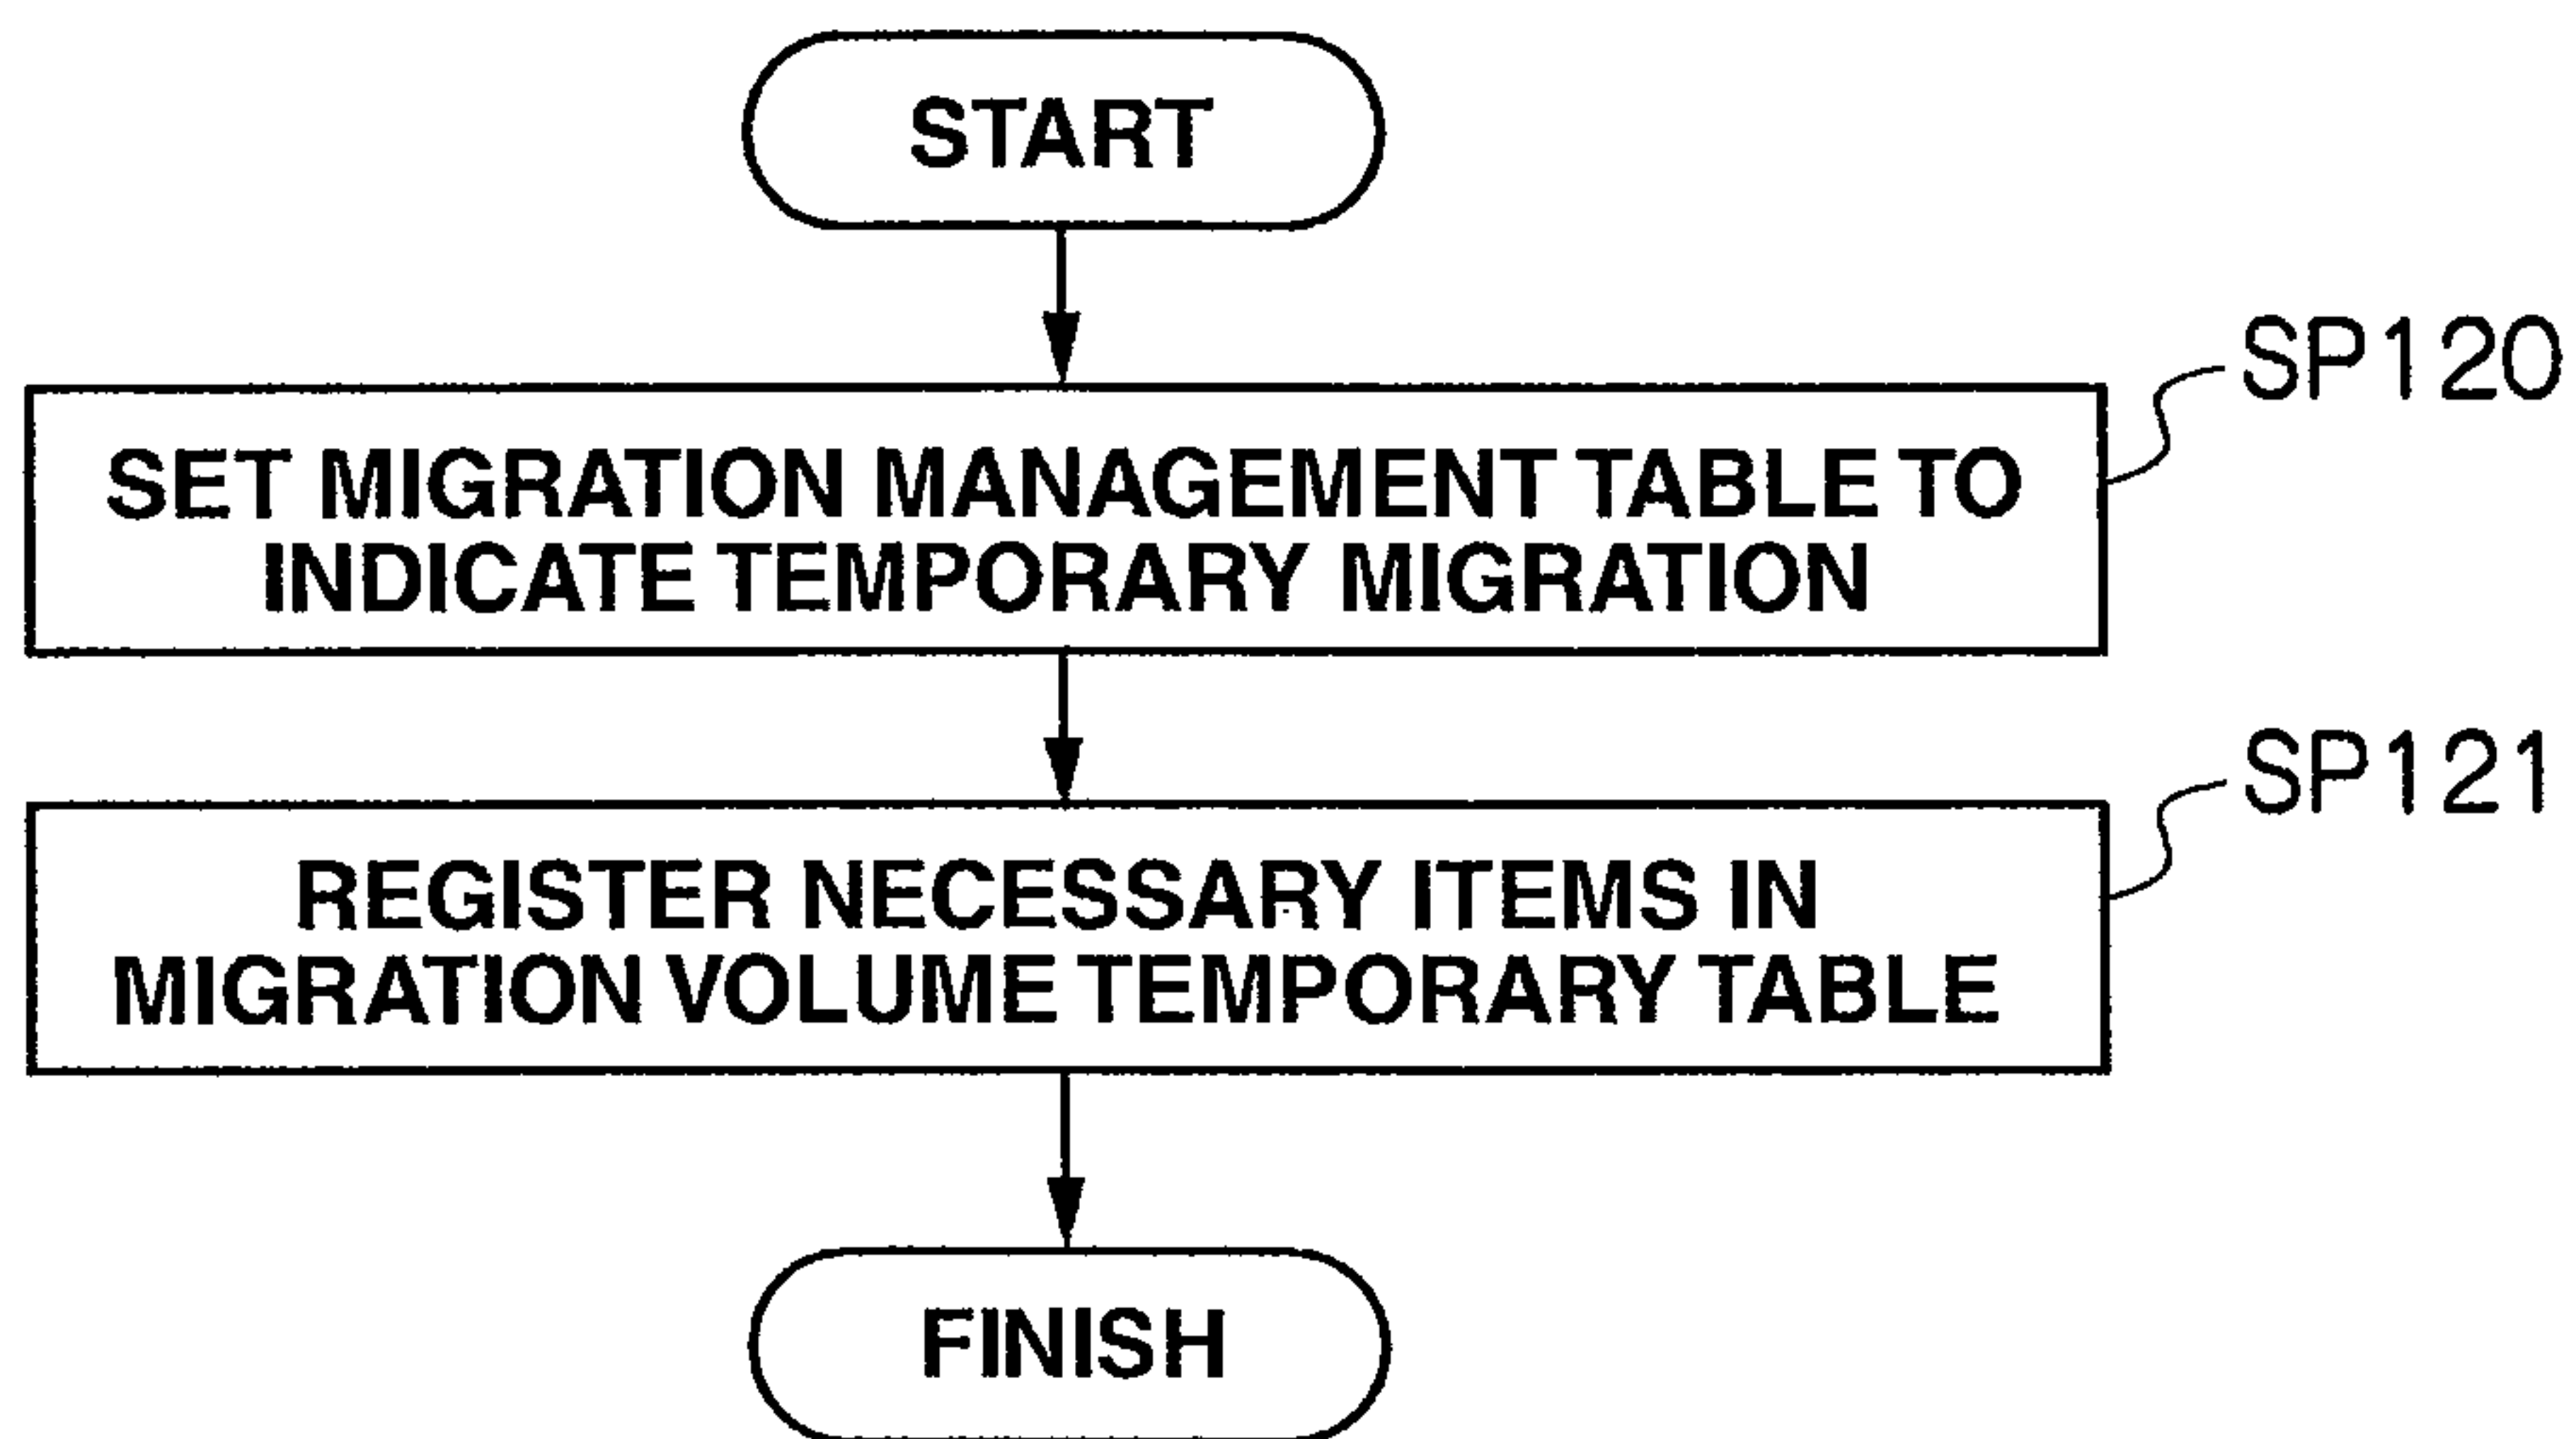 START
SP120
SET MIGRATION MANAGEMENT TABLE TO
INDICATE TEMPORARY MIGRATION
SP121
REGISTER NECESSARY ITEMS IN
MIGRATION VOLUME TEMPORARY TABLE
FINISH